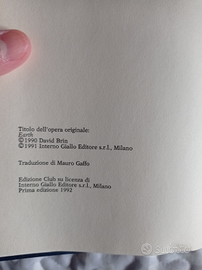 Titolo dell'opera originale:
Earth
©1990 David Brin
©1991 Interno Giallo Editore s.r.l., Milano
Traduzione di Mauro Gaffo
Edizione Club su licenza di
Interno Giallo Editore s.r.l., Milano
Prima edizione 1992
subito